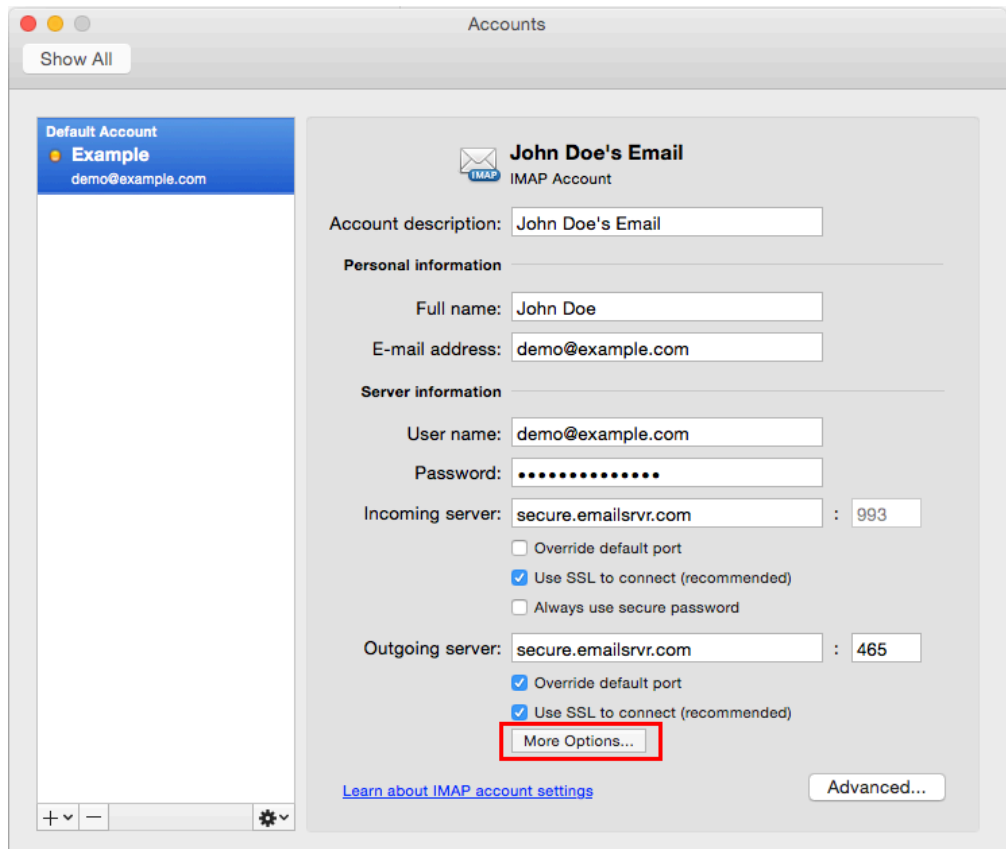 Accounts
Show All
Default Account
Example
demo@example.com
IMAP
John Doe's Email
IMAP Account
Account description: John Doe's Email
Personal information
Full name: John Doe
E-mail address: demo@example.com
Server information
User name: demo@example.com
Password: ••••••••••••••
Incoming server: secure.emailsrvr.com : 993
Override default port
Use SSL to connect (recommended)
Always use secure password
Outgoing server: secure.emailsrvr.com : 465
Override default port
Use SSL to connect (recommended)
More Options...
Learn about IMAP account settings
Advanced...